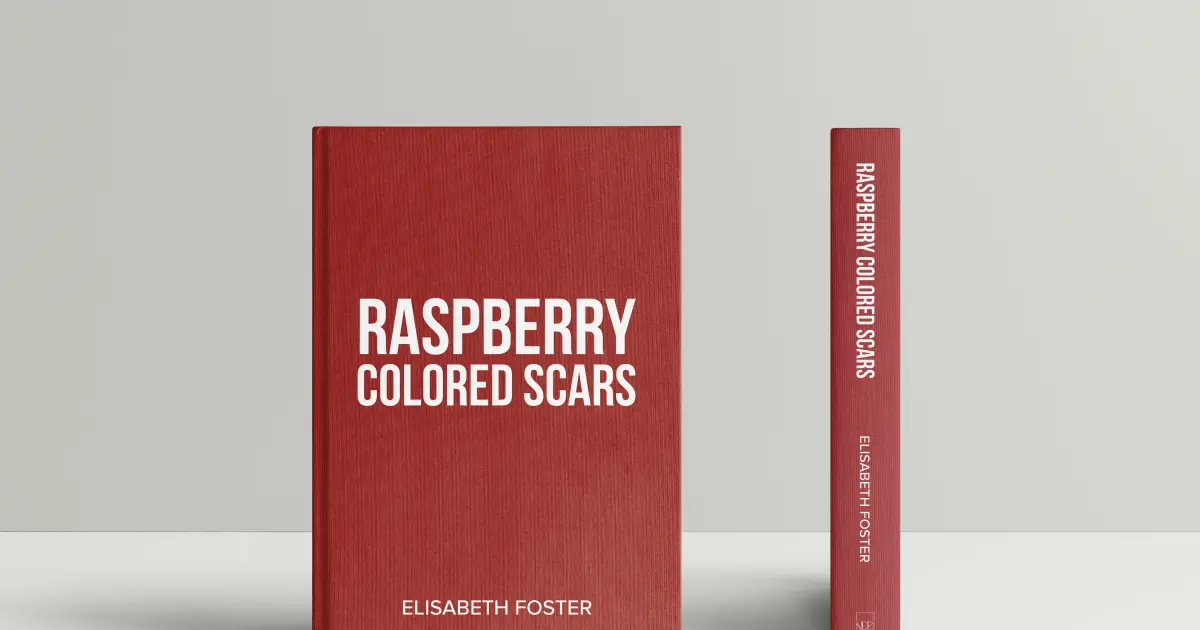 RASPBERRY
COLORED SCARS
ELISABETH FOSTER
RASPBERRY COLORED SCARS
ELISABETH FOSTER